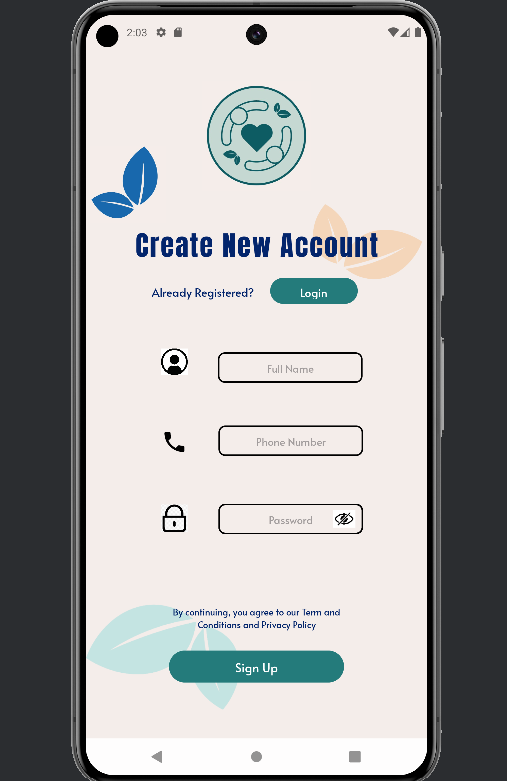 2:03
Create New Account
Already Registered?
Login
Full Name
Phone Number
Password
By continuing, you agree to our Term and
Conditions and Privacy Policy
Sign Up